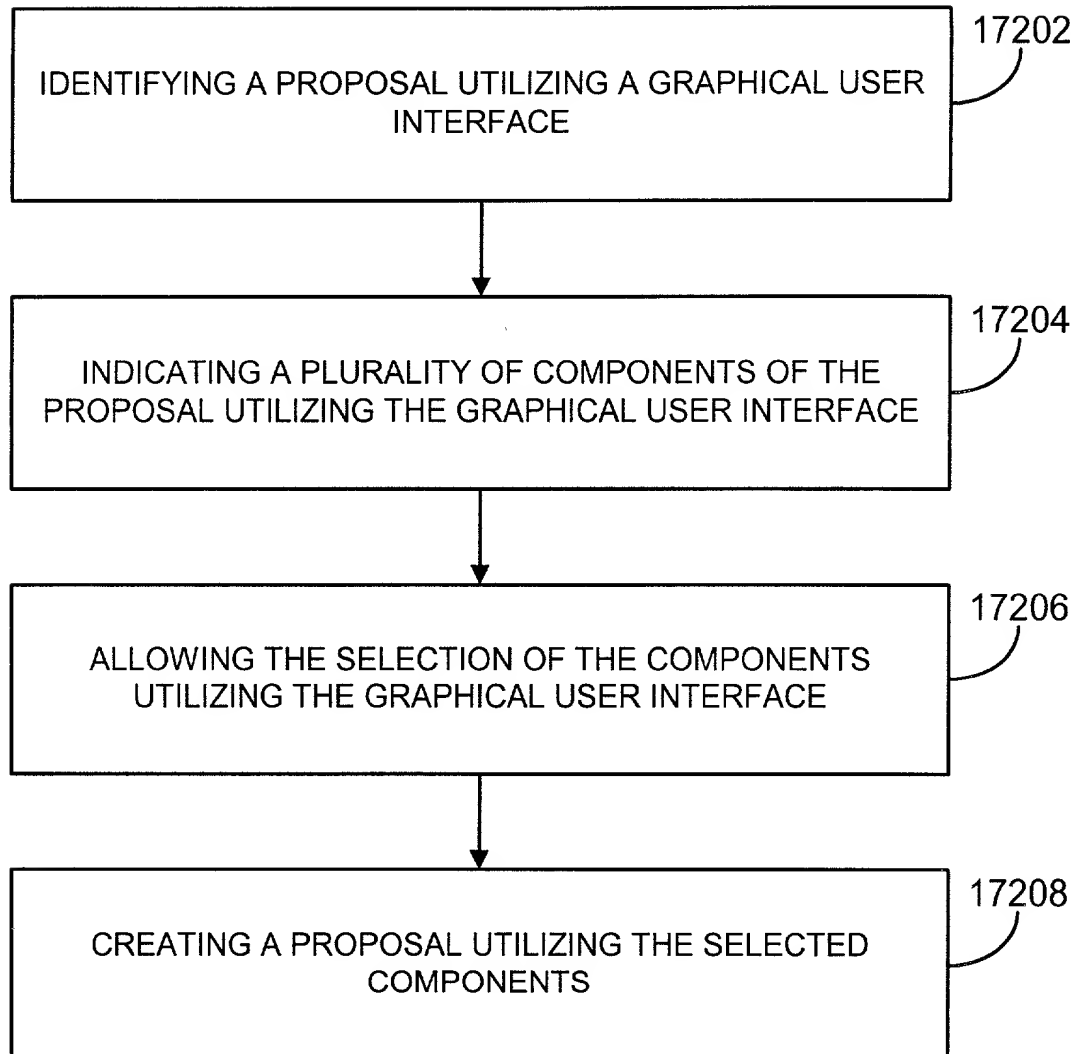 17202
IDENTIFYING A PROPOSAL UTILIZING A GRAPHICAL USER
INTERFACE
17204
INDICATING A PLURALITY OF COMPONENTS OF THE
PROPOSAL UTILIZING THE GRAPHICAL USER INTERFACE
17206
ALLOWING THE SELECTION OF THE COMPONENTS
UTILIZING THE GRAPHICAL USER INTERFACE
17208
CREATING A PROPOSAL UTILIZING THE SELECTED
COMPONENTS